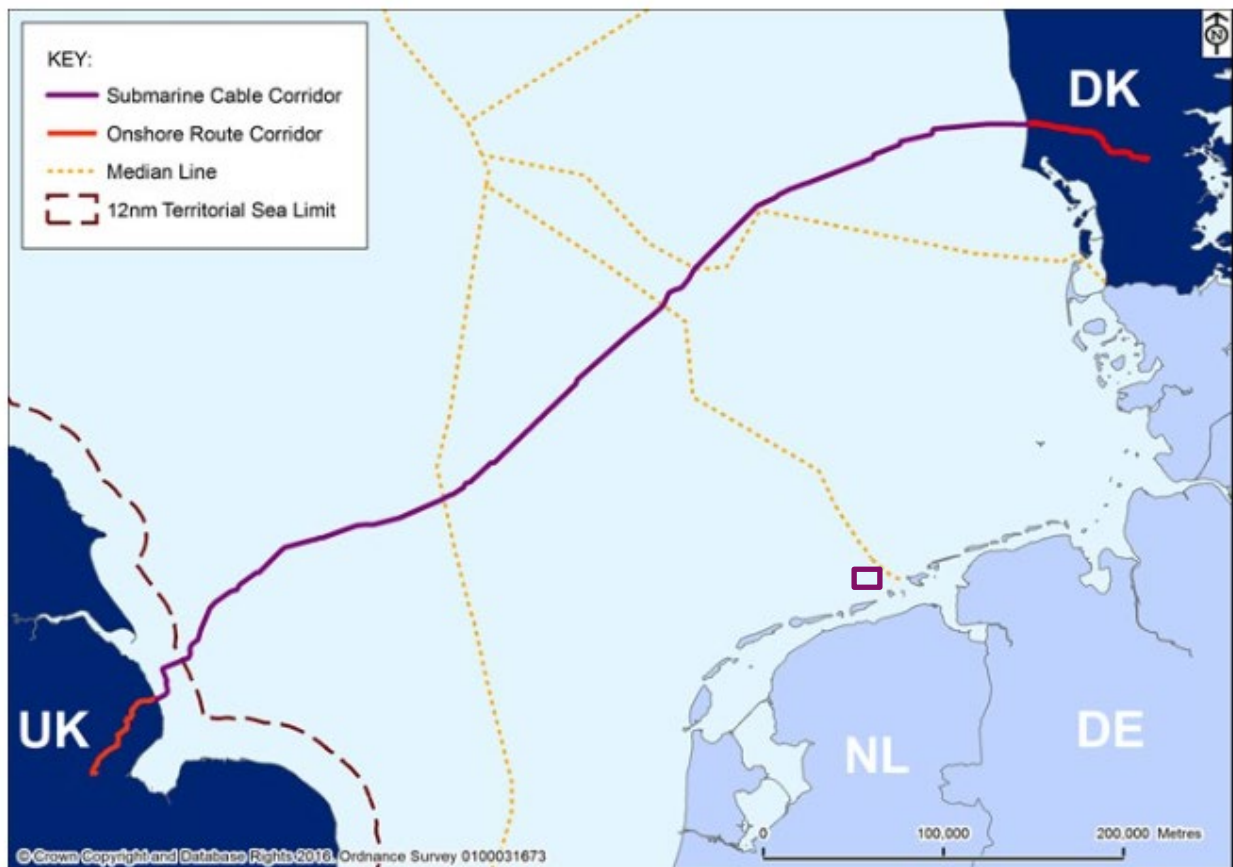 KEY:
Submarine Cable Corridor
Onshore Route Corridor
Median Line
12nm Territorial Sea Limit
N
DK
UK
NL
DE
0 100,000 200,000 Metres
© Crown Copyright and Database Rights 2016. Ordnance Survey 0100031673